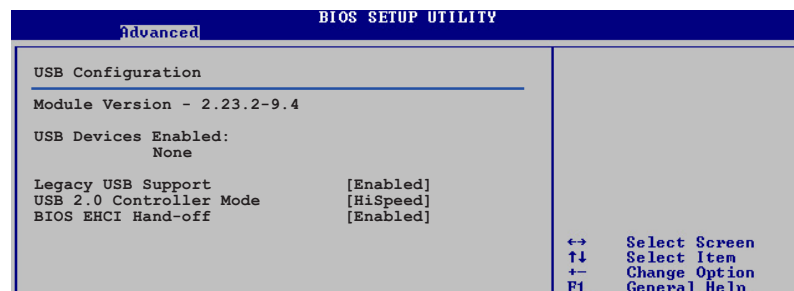 BIOS SETUP UTILITY
Advanced
USB Configuration
Module Version - 2.23.2-9.4
USB Devices Enabled:
None
Legacy USB Support [Enabled]
USB 2.0 Controller Mode [HiSpeed]
BIOS EHCI Hand-off [Enabled]
←→ Select Screen
↑↓ Select Item
+- Change Option
F1 General Help